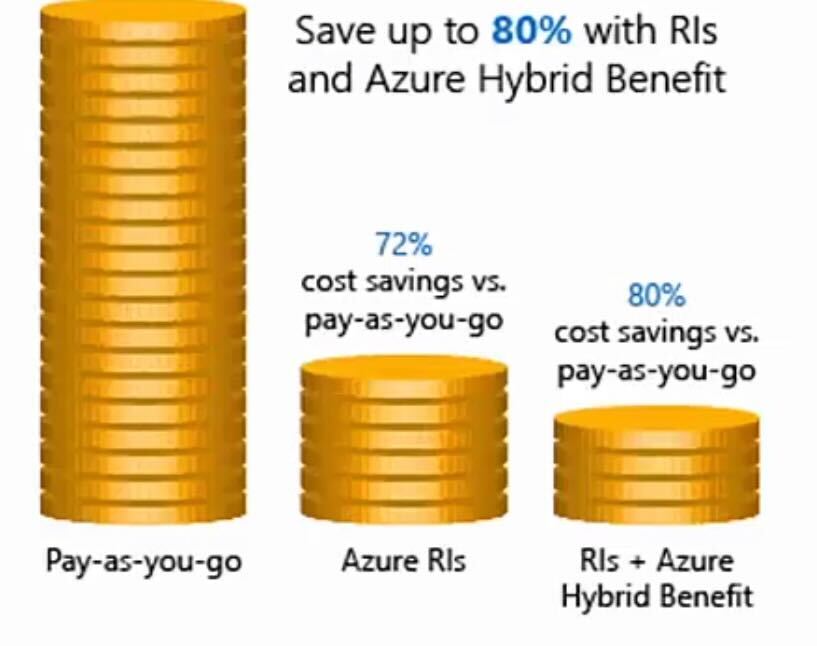 Save up to 80% with RIs
and Azure Hybrid Benefit
72%
cost savings vs.
pay-as-you-go
80%
cost savings vs.
pay-as-you-go
Pay-as-you-go
Azure RIs
RIs + Azure
Hybrid Benefit